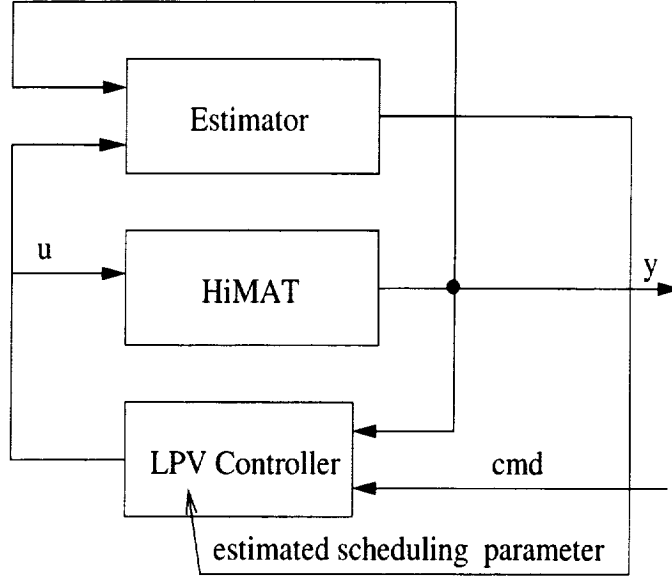 Estimator
u
HiMAT
y
LPV Controller
cmd
estimated scheduling parameter